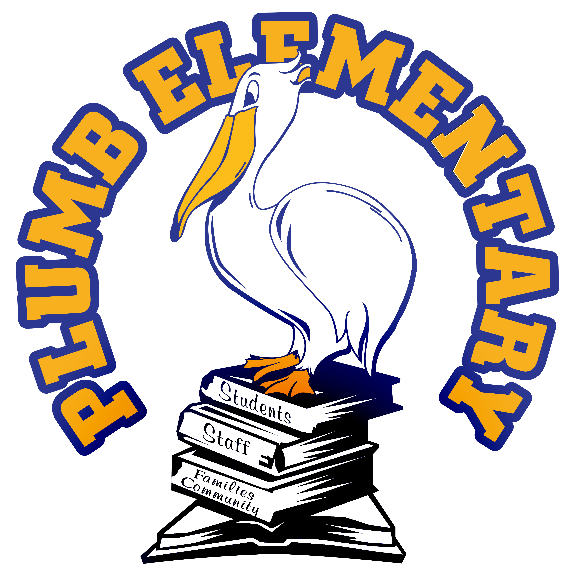 PLUMB ELEMENTARY
Students
Staff
Families
Community